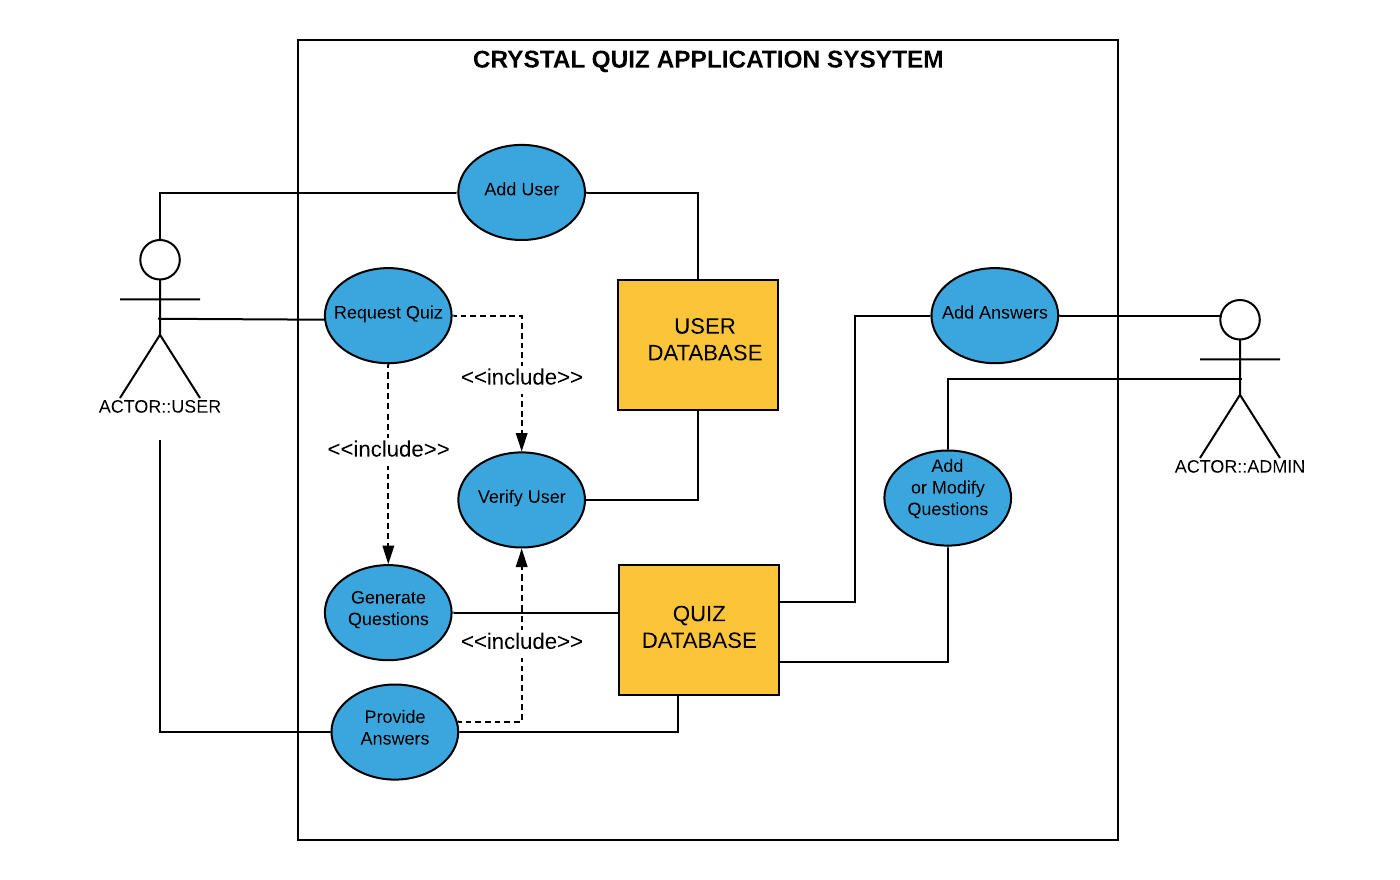 CRYSTAL QUIZ APPLICATION SYSYTEM
Add User
Request Quiz
<<include>>
USER
DATABASE
Add Answers
ACTOR::USER
<<include>>
Verify User
Add
or Modify
Questions
ACTOR::ADMIN
Generate
Questions
<<include>>
QUIZ
DATABASE
Provide
Answers